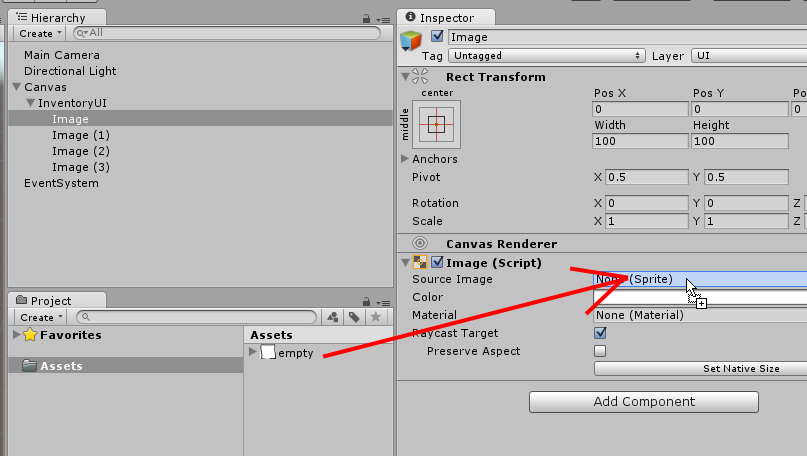 Hierarchy
Create
All
Main Camera
Directional Light
Canvas
InventoryUI
Image
Image (1)
Image (2)
Image (3)
EventSystem
Project
Create
Favorites
Assets
Assets
empty
Inspector
Image
Tag Untagged Layer UI
Rect Transform
center
middle
Pos X Pos Y Po
0 0 0
Width Height
100 100
Anchors
Pivot X 0.5 Y 0.5
Rotation X 0 Y 0 Z
Scale X 1 Y 1 Z
Canvas Renderer
Image (Script)
Source Image None (Sprite)
Color
Material None (Material)
Raycast Target
Preserve Aspect
Set Native Size
Add Component